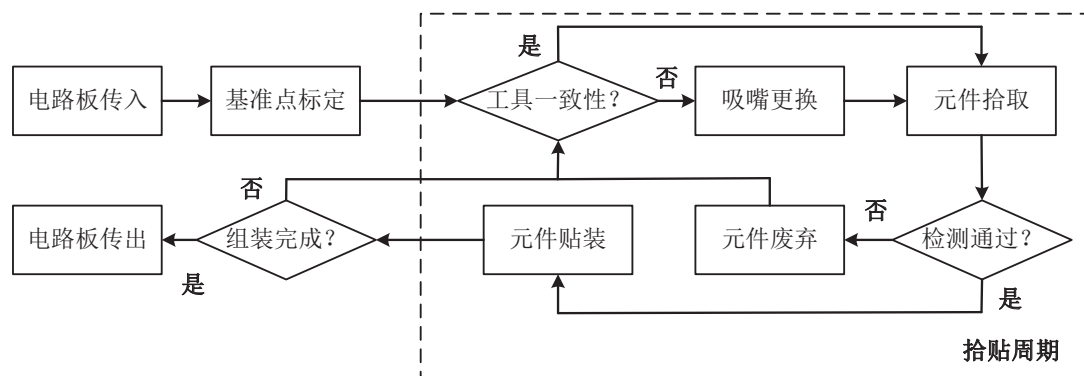 是
电路板传入
基准点标定
工具一致性？
否
吸嘴更换
元件拾取
否
否
电路板传出
组装完成？
元件贴装
元件废弃
检测通过？
是
是
拾贴周期